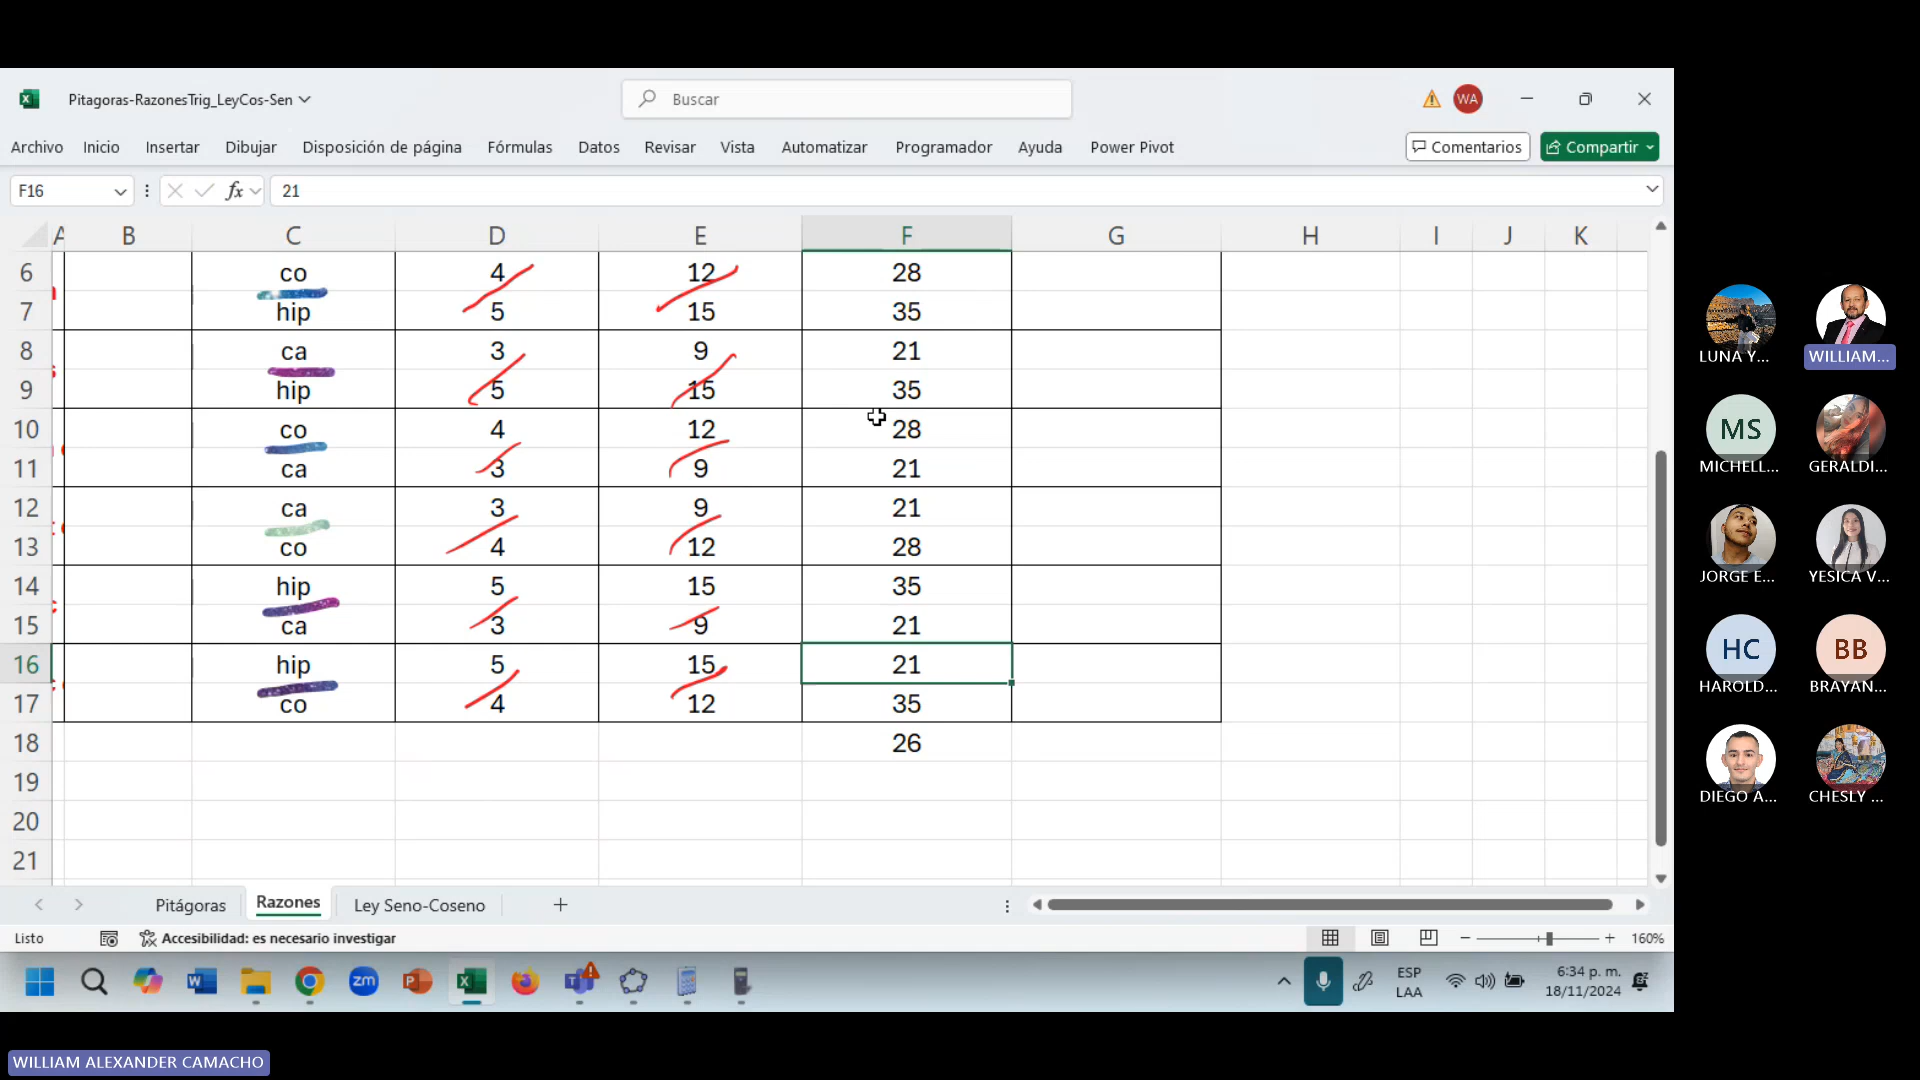 Pitagoras-RazonesTrig_LeyCos-Sen
Buscar
WA
Archivo Inicio Insertar Dibujar Disposición de página Fórmulas Datos Revisar Vista Automatizar Programador Ayuda Power Pivot Comentarios Compartir
F16 fx 21
A B C D E F G H I J K
6 co 4 12 28
7 hip 5 15 35
8 ca 3 9 21
9 hip 5 15 35
10 co 4 12 28
11 ca 3 9 21
12 ca 3 9 21
13 co 4 12 28
14 hip 5 15 35
15 ca 3 9 21
16 hip 5 15 21
17 co 4 12 35
18 26
19
20
21
Pitágoras Razones Ley Seno-Coseno
Listo Accesibilidad: es necesario investigar 160%
zm
ESP
LAA
6:34 p. m.
18/11/2024
LUNA Y... WILLIAM...
MS
MICHELL... GERALDI...
JORGE E... YESICA V...
HC BB
HAROLD... BRAYAN...
DIEGO A... CHESLY ...
WILLIAM ALEXANDER CAMACHO